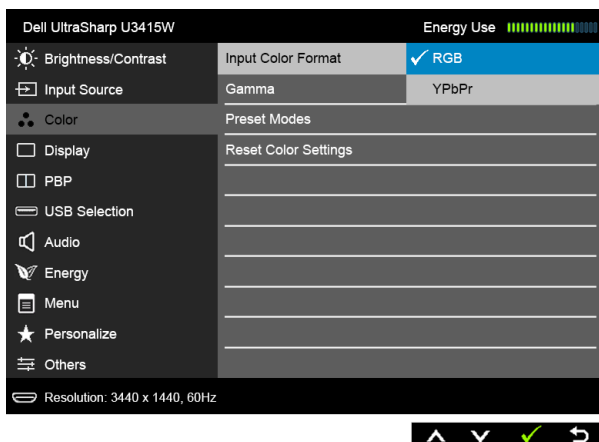 Dell UltraSharp U3415W Energy Use
Brightness/Contrast Input Color Format RGB
Input Source Gamma YPbPr
Color Preset Modes
Display Reset Color Settings
PBP
USB Selection
Audio
Energy
Menu
Personalize
Others
Resolution: 3440 x 1440, 60Hz